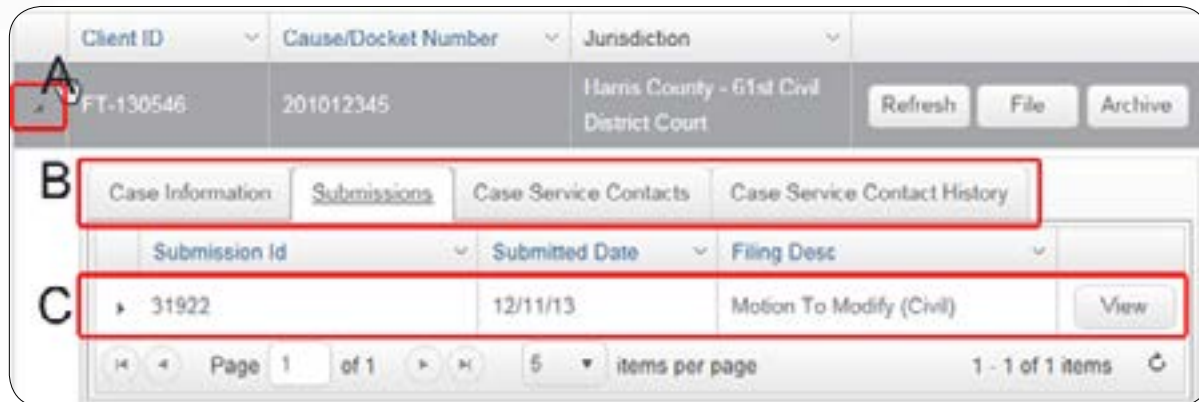 Client ID Cause/Docket Number Jurisdiction
A
FT-130546 201012345 Harris County - 61st Civil District Court Refresh File Archive
B
Case Information Submissions Case Service Contacts Case Service Contact History
Submission Id Submitted Date Filing Desc
C
31922 12/11/13 Motion To Modify (Civil) View
Page 1 of 1 5 items per page 1 - 1 of 1 items